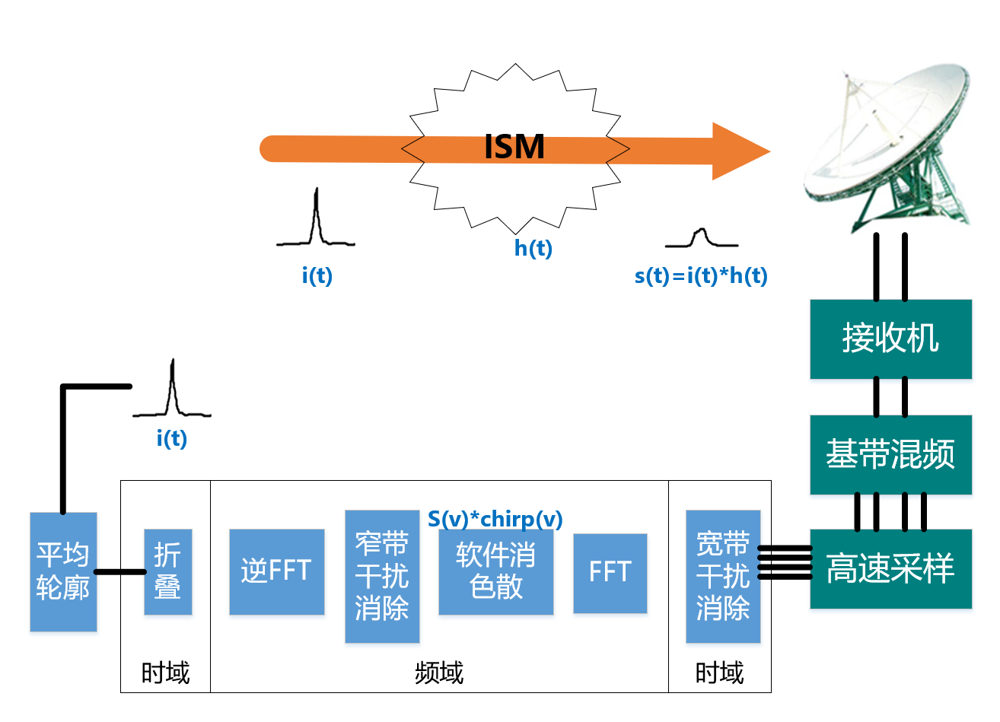 ISM
h(t)
i(t)
s(t)=i(t)*h(t)
接收机
基带混频
高速采样
i(t)
S(v)*chirp(v)
平均
轮廓
折
叠
逆FFT
窄带
干扰
消除
软件消
色散
FFT
宽带
干扰
消除
时域
频域
时域